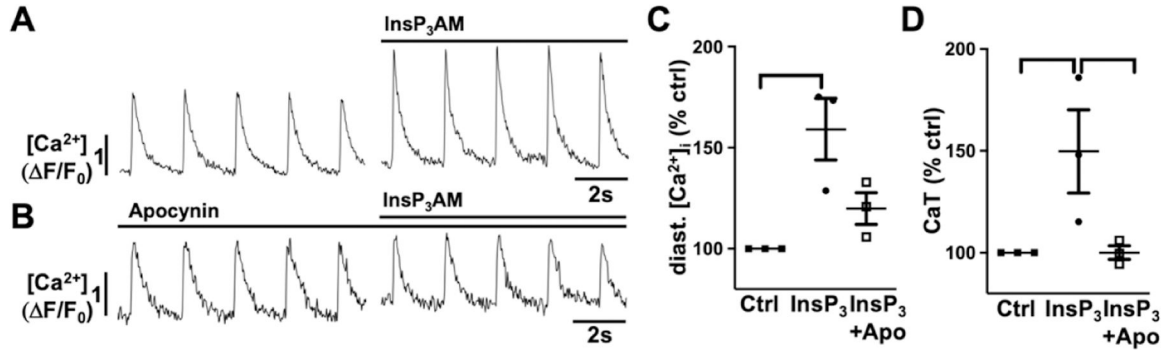 A
InsP₃AM
[Ca²⁺]
(ΔF/F₀)
1
2s
B
Apocynin
InsP₃AM
[Ca²⁺]
(ΔF/F₀)
1
2s
C
diast. [Ca²⁺]ᵢ (% ctrl)
200
150
100
Ctrl InsP₃ InsP₃
+Apo
D
CaT (% ctrl)
200
150
100
Ctrl InsP₃ InsP₃
+Apo